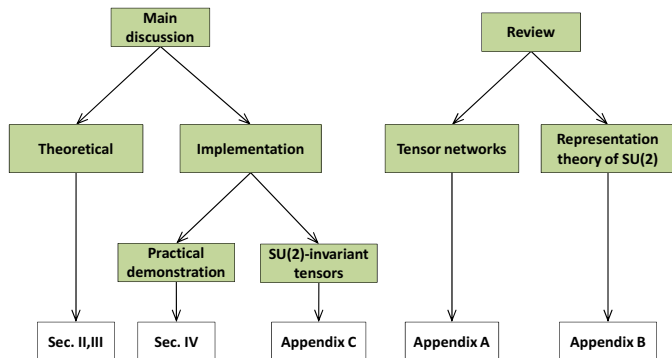 Main
discussion
Review
Theoretical
Implementation
Tensor networks
Representation
theory of SU(2)
Practical
demonstration
SU(2)-invariant
tensors
Sec. II,III
Sec. IV
Appendix C
Appendix A
Appendix B